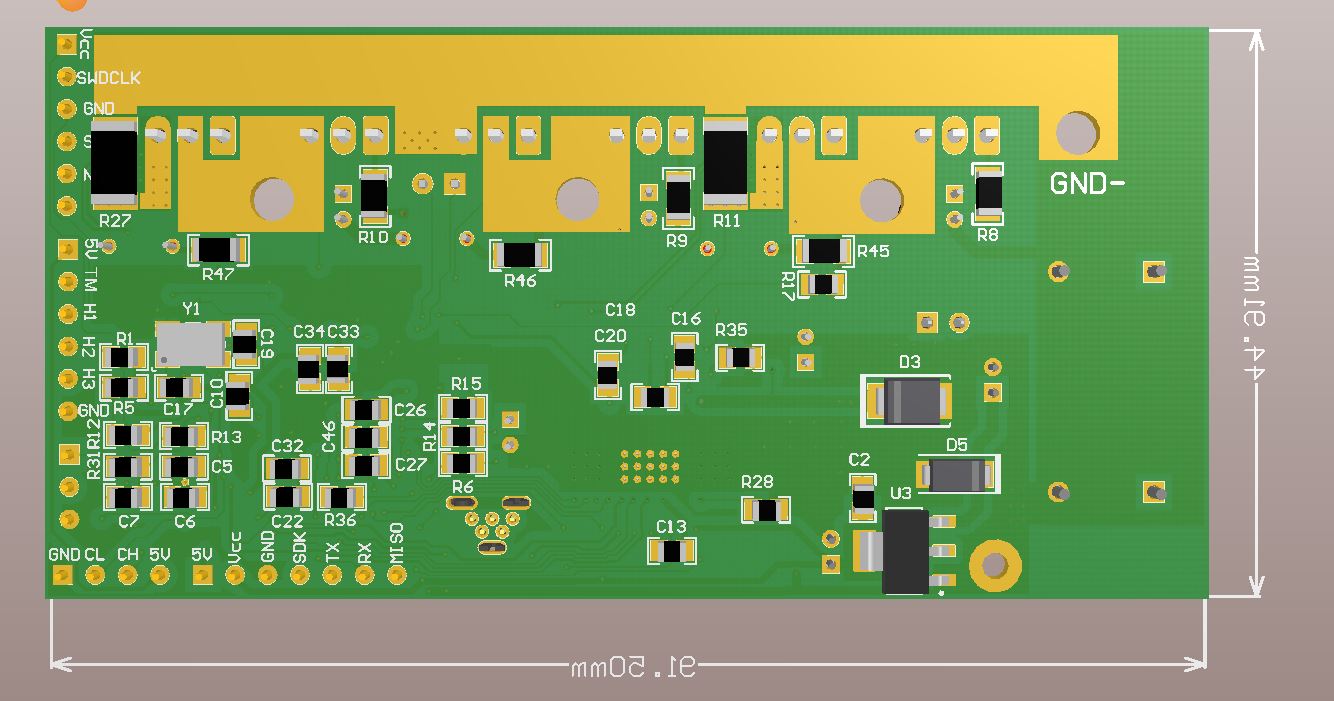 VCC
SWDCLK
GND
S
N
GND-
R27
R10
R9
R11
R8
5V
R47
R46
R45
TM
R17
H1
Y1
C18
C16
C34
C33
R1
C19
C20
R35
H2
D3
H3
C10
R15
GND
R5
C17
C26
R12
R13
C46
R14
D5
C32
C27
R31
C5
C2
R6
R28
U3
C7
C6
C22
R36
C13
GND
CL
CH
5V
5V
VCC
GND
SDK
TX
RX
MISO
44.91mm
91.50mm